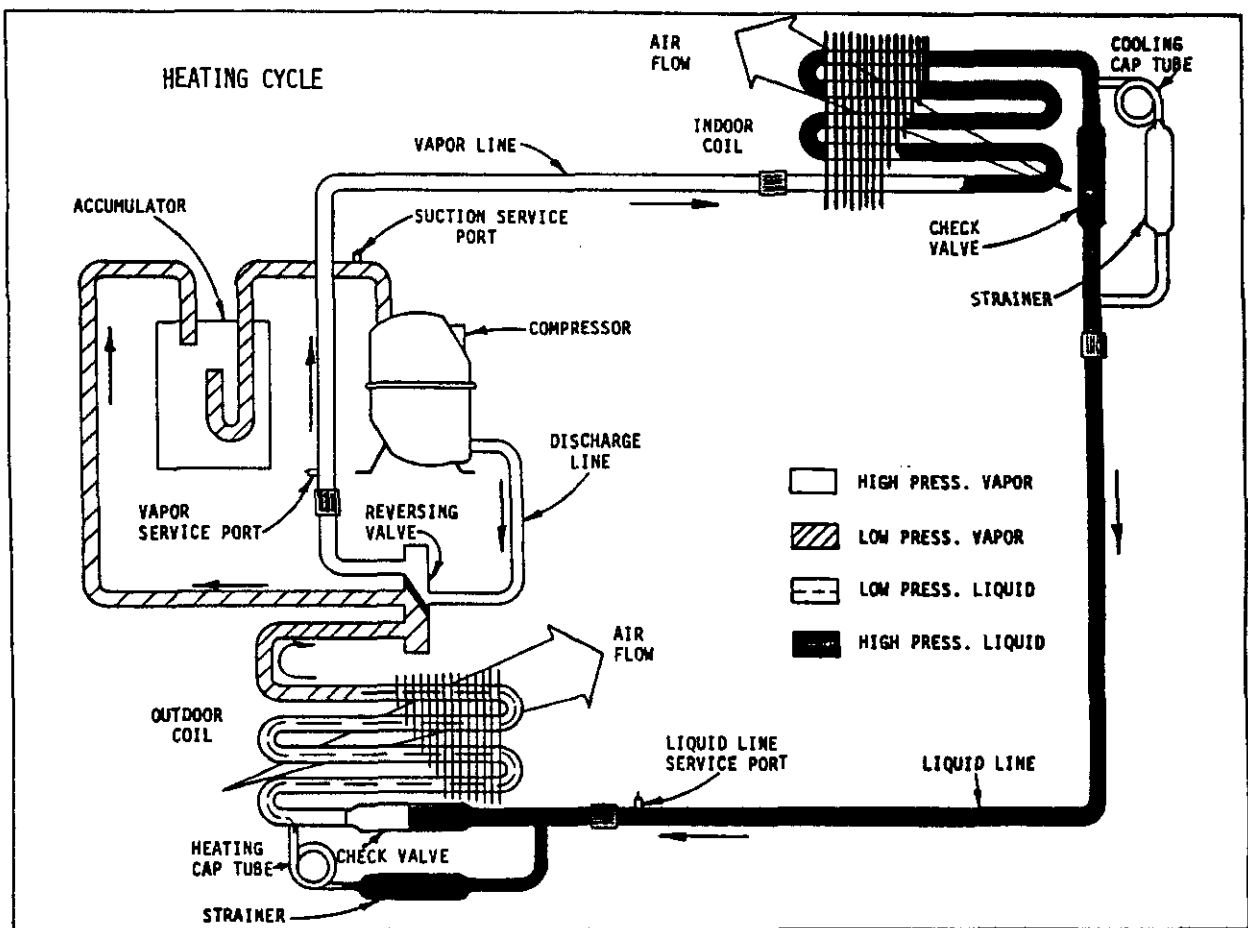 HEATING CYCLE
AIR
FLOW
COOLING
CAP TUBE
INDOOR
COIL
VAPOR LINE
ACCUMULATOR
SUCTION SERVICE
PORT
CHECK
VALVE
STRAINER
COMPRESSOR
DISCHARGE
LINE
VAPOR
SERVICE PORT
REVERSING
VALVE
HIGH PRESS. VAPOR
LOW PRESS. VAPOR
LOW PRESS. LIQUID
HIGH PRESS. LIQUID
AIR
FLOW
OUTDOOR
COIL
LIQUID LINE
SERVICE PORT
LIQUID LINE
HEATING
CAP TUBE
CHECK VALVE
STRAINER